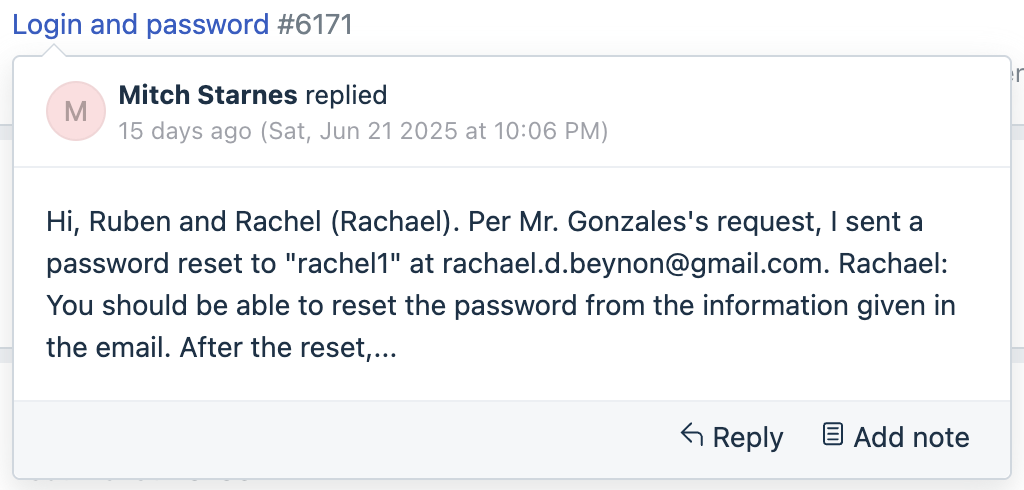 Login and password #6171
M
Mitch Starnes replied
15 days ago (Sat, Jun 21 2025 at 10:06 PM)
Hi, Ruben and Rachel (Rachael). Per Mr. Gonzales's request, I sent a
password reset to "rachel1" at rachael.d.beynon@gmail.com. Rachael:
You should be able to reset the password from the information given in
the email. After the reset,...
Reply
Add note